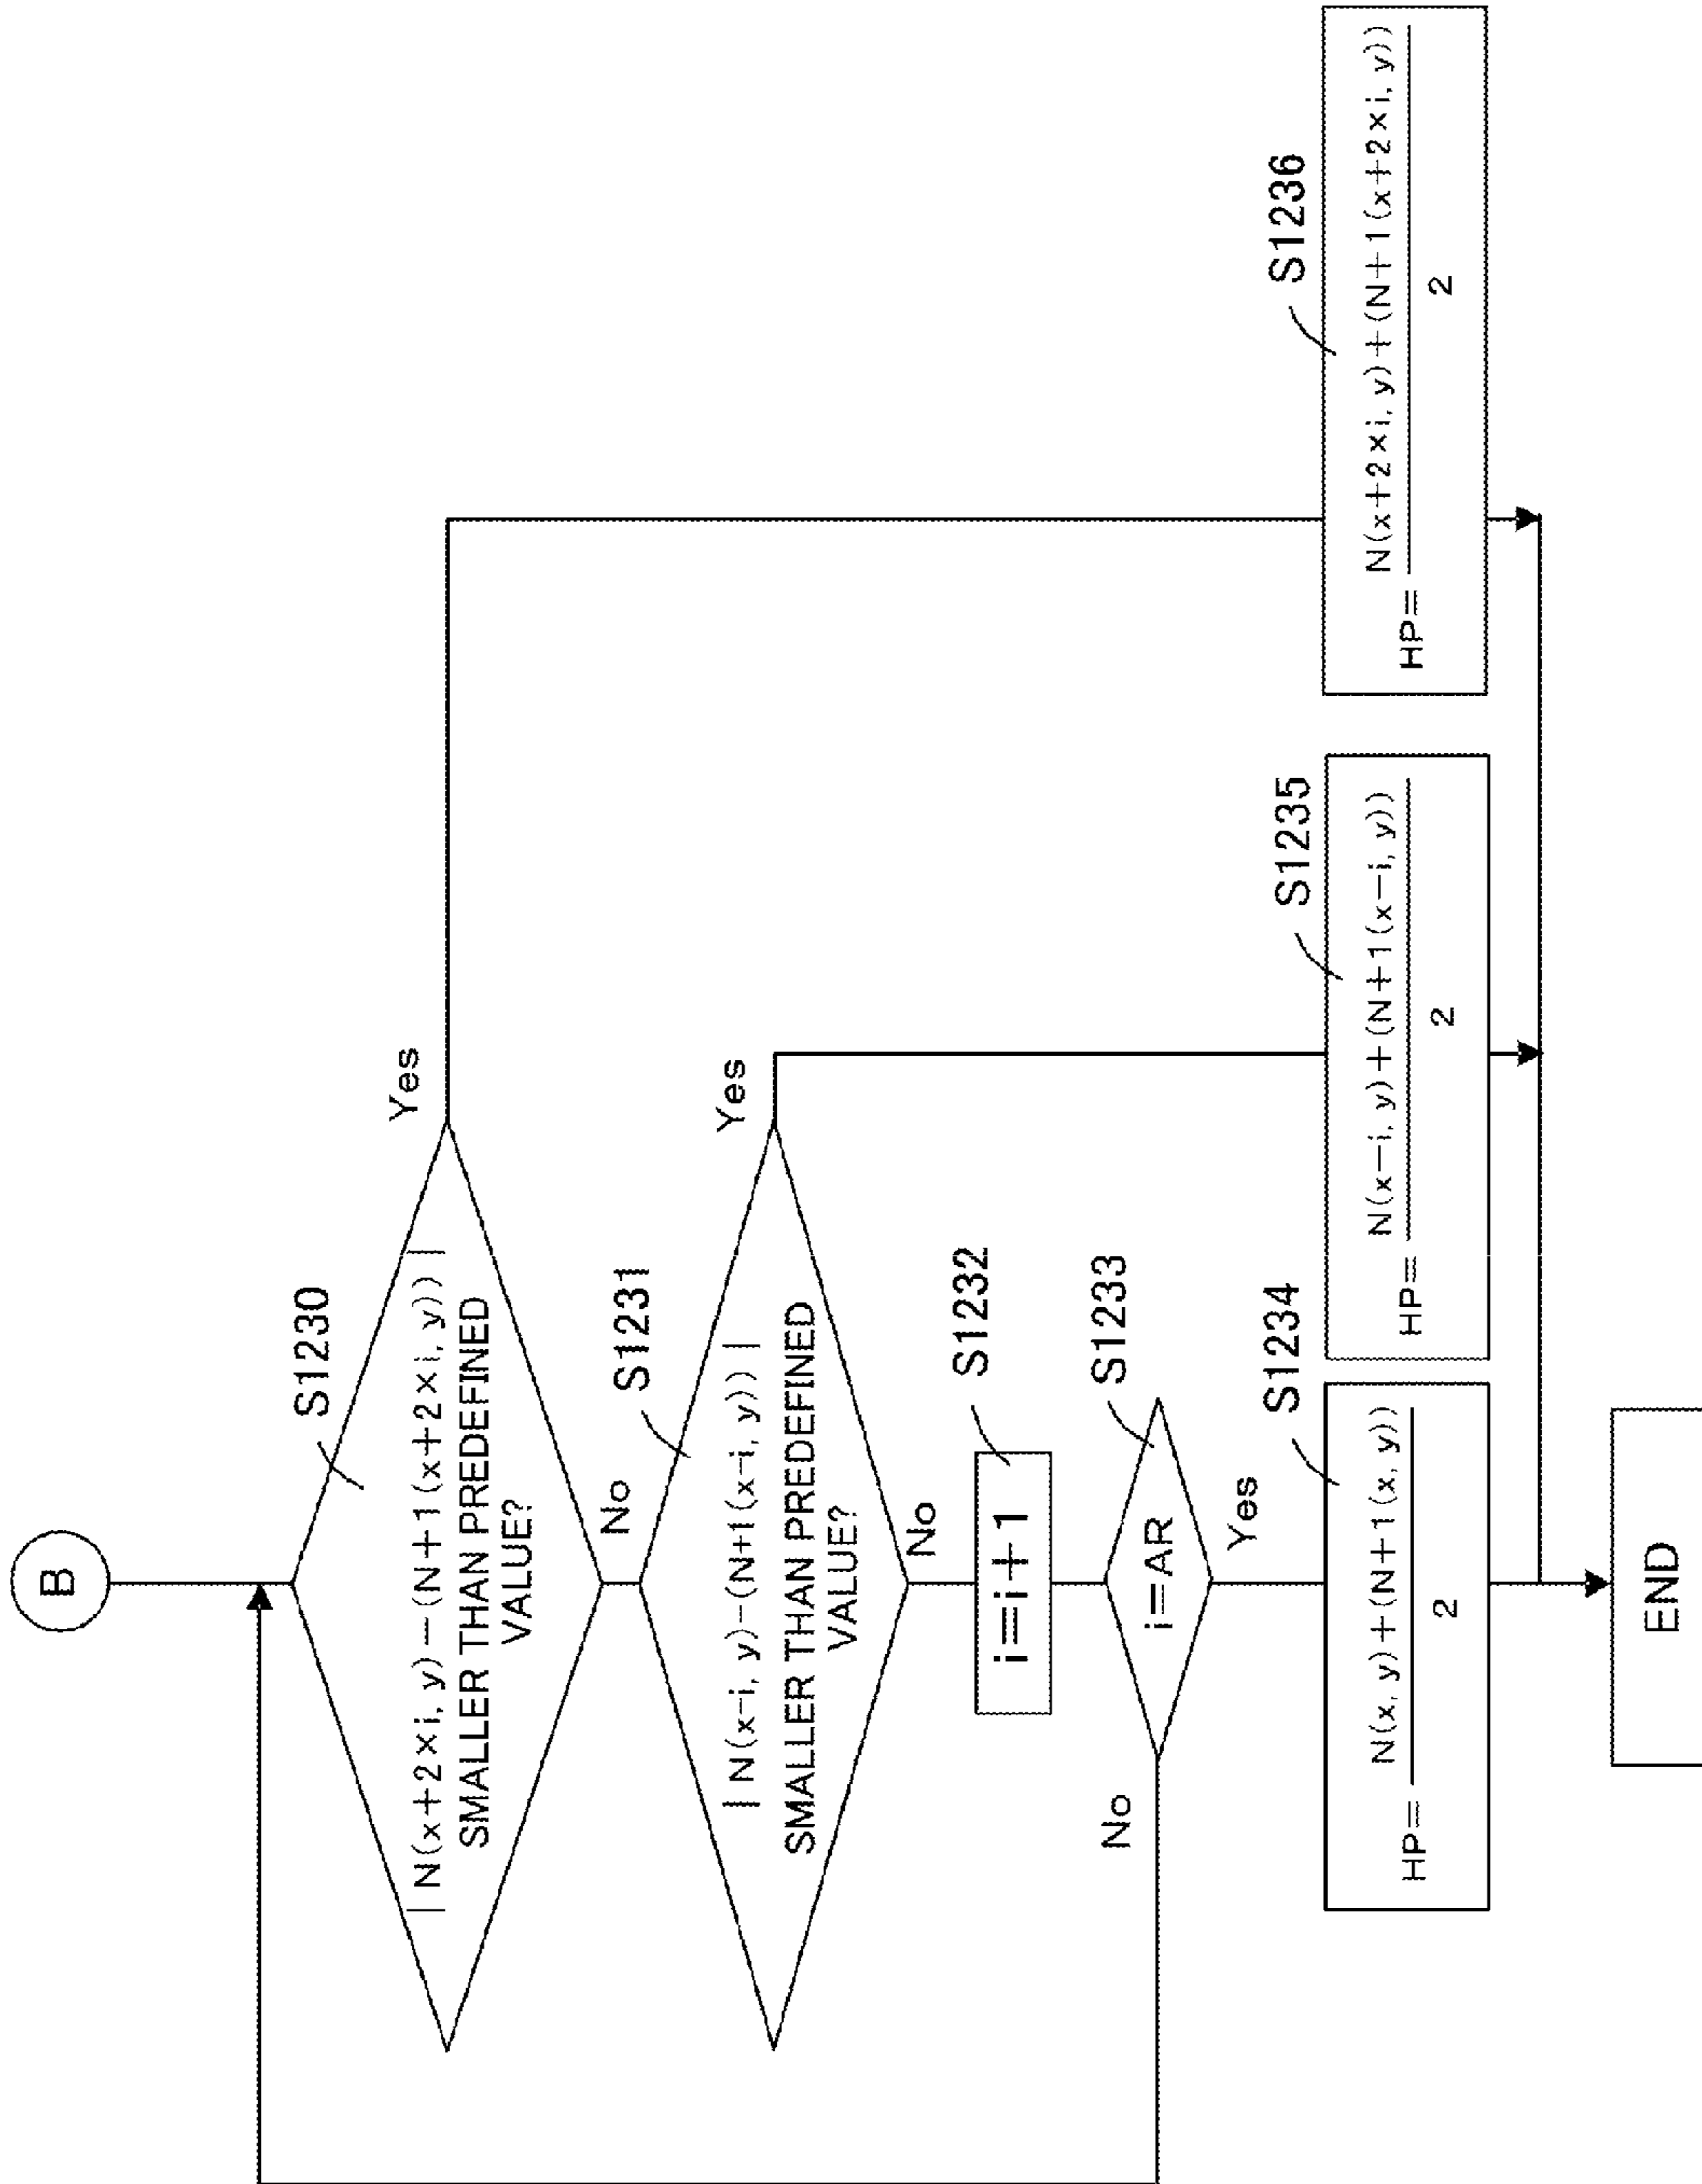 B
S1230
| N(x+2×i, y)−(N+1(x+2×i, y)) |
SMALLER THAN PREDEFINED
VALUE?
Yes
No
S1231
| N(x−i, y)−(N+1(x−i, y)) |
SMALLER THAN PREDEFINED
VALUE?
Yes
No
S1232
i=i+1
S1233
i=AR
No
Yes
S1234
HP= N(x, y)+(N+1(x, y))
2
S1235
HP= N(x−i, y)+(N+1(x−i, y))
2
S1236
HP= N(x+2×i, y)+(N+1(x+2×i, y))
2
END